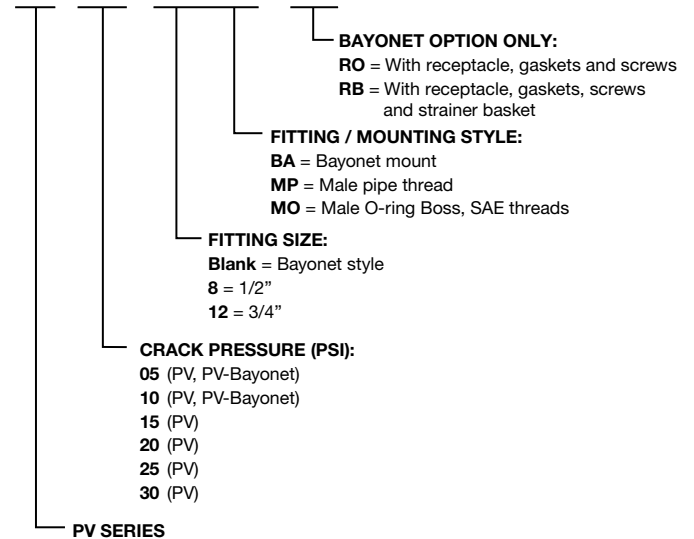 BAYONET OPTION ONLY:
RO = With receptacle, gaskets and screws
RB = With receptacle, gaskets, screws
and strainer basket
FITTING / MOUNTING STYLE:
BA = Bayonet mount
MP = Male pipe thread
MO = Male O-ring Boss, SAE threads
FITTING SIZE:
Blank = Bayonet style
8 = 1/2”
12 = 3/4”
CRACK PRESSURE (PSI):
05 (PV, PV-Bayonet)
10 (PV, PV-Bayonet)
15 (PV)
20 (PV)
25 (PV)
30 (PV)
PV SERIES